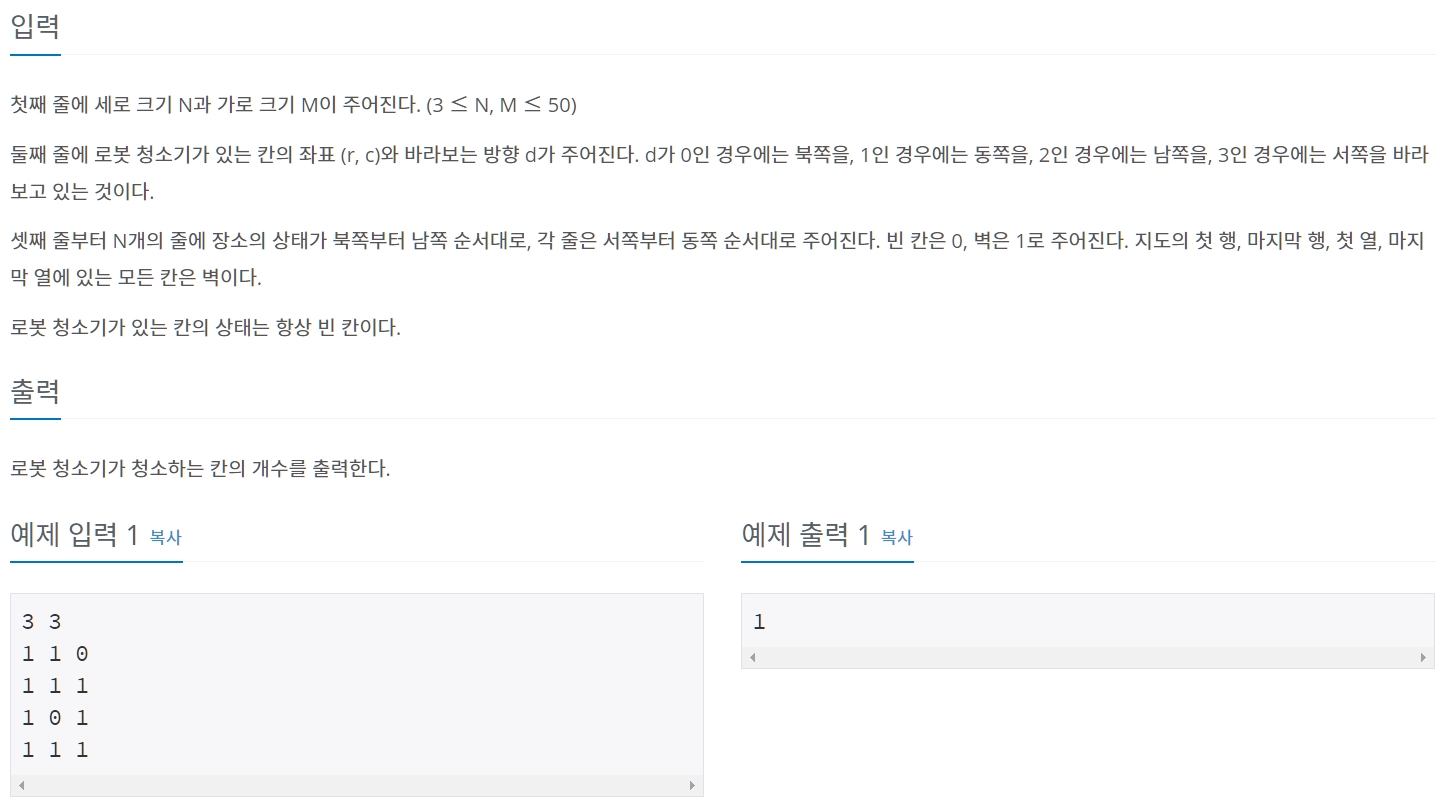 입력
첫째 줄에 세로 크기 N과 가로 크기 M이 주어진다. (3 ≤ N, M ≤ 50)
둘째 줄에 로봇 청소기가 있는 칸의 좌표 (r, c)와 바라보는 방향 d가 주어진다. d가 0인 경우에는 북쪽을, 1인 경우에는 동쪽을, 2인 경우에는 남쪽을, 3인 경우에는 서쪽을 바라
보고 있는 것이다.
셋째 줄부터 N개의 줄에 장소의 상태가 북쪽부터 남쪽 순서대로, 각 줄은 서쪽부터 동쪽 순서대로 주어진다. 빈 칸은 0, 벽은 1로 주어진다. 지도의 첫 행, 마지막 행, 첫 열, 마지
막 열에 있는 모든 칸은 벽이다.
로봇 청소기가 있는 칸의 상태는 항상 빈 칸이다.
출력
로봇 청소기가 청소하는 칸의 개수를 출력한다.
예제 입력 1 복사
3 3
1 1 0
1 1 1
1 0 1
1 1 1
예제 출력 1 복사
1